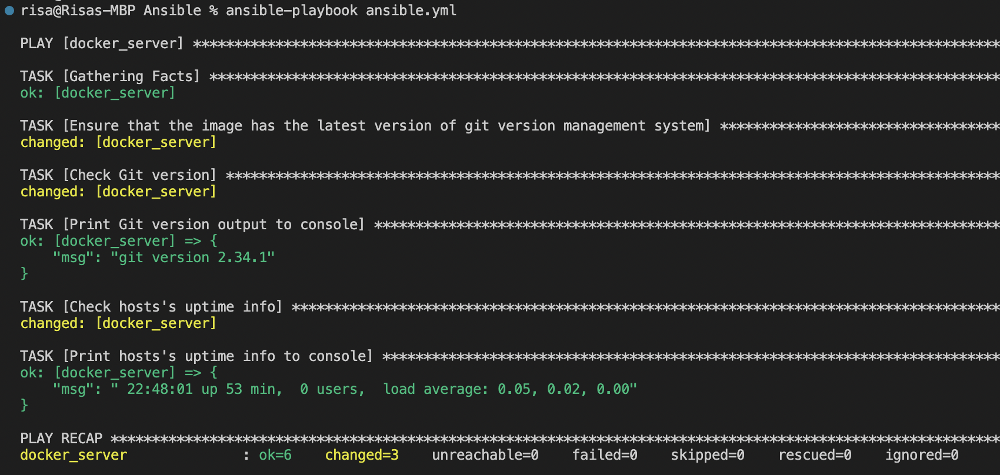 risa@Risas-MBP Ansible % ansible-playbook ansible.yml
PLAY [docker_server] **************************************************************************************************
TASK [Gathering Facts] ************************************************************************************************
ok: [docker_server]
TASK [Ensure that the image has the latest version of git version management system] **********************************
changed: [docker_server]
TASK [Check Git version] **********************************************************************************************
changed: [docker_server]
TASK [Print Git version output to console] ****************************************************************************
ok: [docker_server] => {
    "msg": "git version 2.34.1"
}
TASK [Check hosts's uptime info] **************************************************************************************
changed: [docker_server]
TASK [Print hosts's uptime info to console] ***************************************************************************
ok: [docker_server] => {
    "msg": " 22:48:01 up 53 min,  0 users,  load average: 0.05, 0.02, 0.00"
}
PLAY RECAP ************************************************************************************************************
docker_server              : ok=6    changed=3    unreachable=0    failed=0    skipped=0    rescued=0    ignored=0